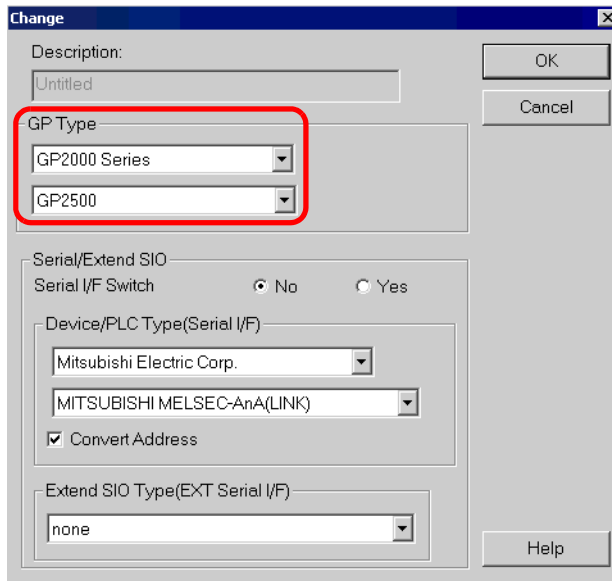 Change
Description:
OK
Untitled
Cancel
GP Type
GP2000 Series
GP2500
Serial/Extend SIO
Serial I/F Switch No Yes
Device/PLC Type(Serial I/F)
Mitsubishi Electric Corp.
MITSUBISHI MELSEC-AnA(LINK)
Convert Address
Extend SIO Type(EXT Serial I/F)
none
Help